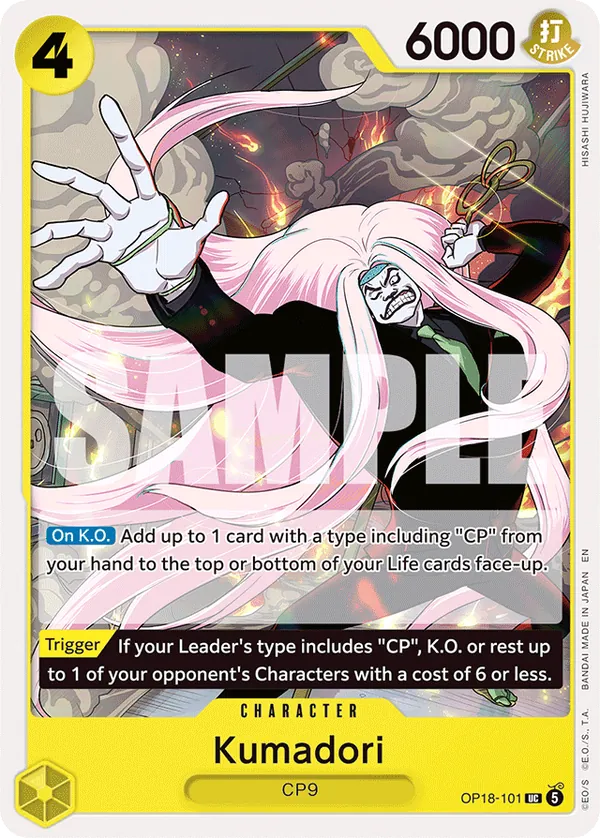 4
6000
打
STRIKE
HISASHI HUJIWARA
SAMPLE
On K.O. Add up to 1 card with a type including "CP" from
your hand to the top or bottom of your Life cards face-up.
Trigger If your Leader's type includes "CP", K.O. or rest up
to 1 of your opponent's Characters with a cost of 6 or less.
CHARACTER
Kumadori
CP9
OP18-101 UC 5
©EO/S ©E.O./S., T.A. BANDAI MADE IN JAPAN EN